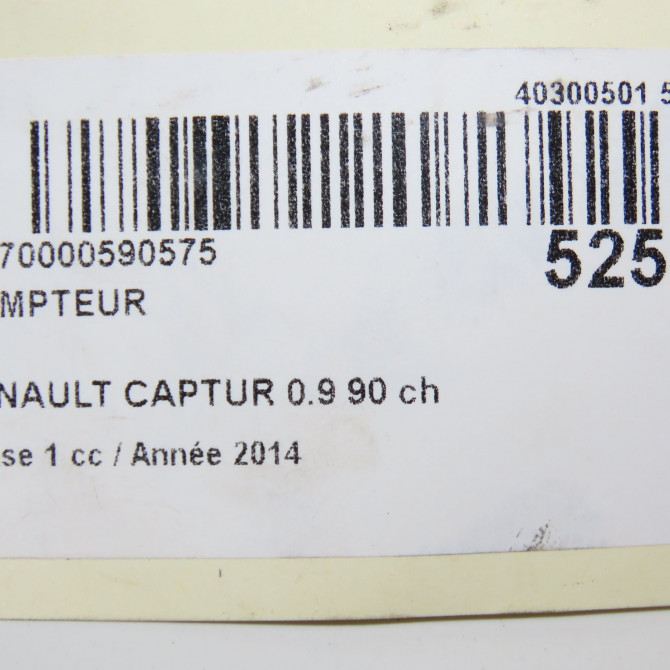 40300501 5
70000590575
525
MPTEUR
NAULT CAPTUR 0.9 90 ch
se 1 cc / Année 2014